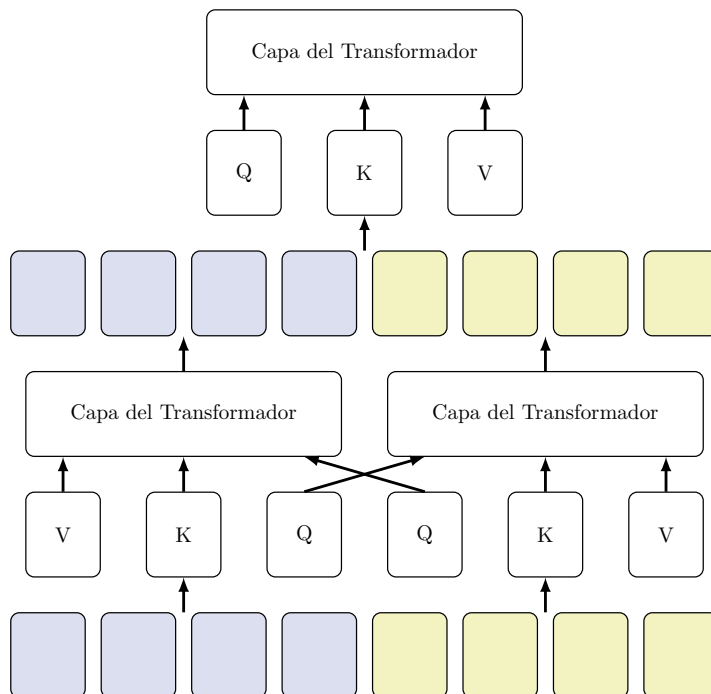 Capa del Transformador
Q K V
Capa del Transformador Capa del Transformador
V K Q Q K V